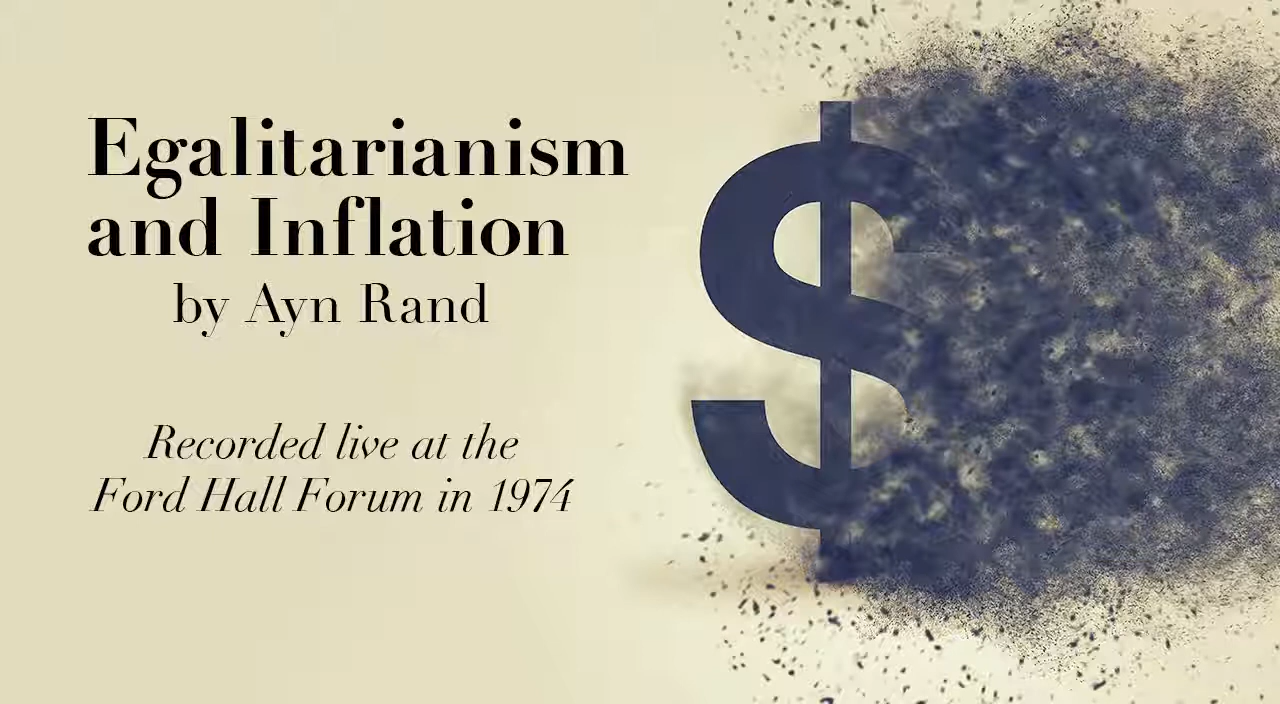 Egalitarianism
and Inflation
by Ayn Rand
Recorded live at the
Ford Hall Forum in 1974
$